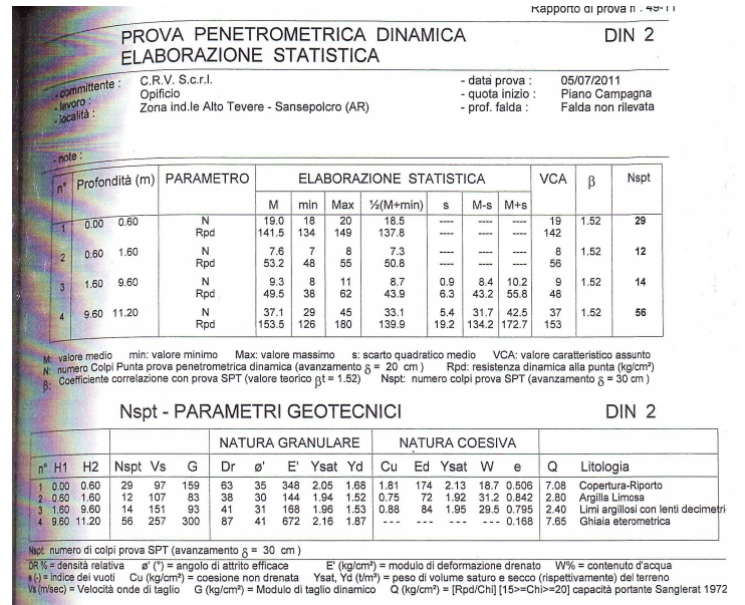 Rapporto di prova n°: 49-11
PROVA PENETROMETRICA DINAMICA DIN 2
ELABORAZIONE STATISTICA
- committente : C.R.V. S.c.r.l. - data prova : 05/07/2011
- lavoro : Opificio - quota inizio : Piano Campagna
- località : Zona ind.le Alto Tevere - Sansepolcro (AR) - prof. falda : Falda non rilevata
- note :
n° Profondità (m) PARAMETRO ELABORAZIONE STATISTICA VCA β Nspt
M min Max ½(M+min) s M-s M+s
1 0.00 0.60 N 19.0 18 20 18.5 ---- ---- ---- 19 1.52 29
Rpd 141.5 134 149 137.8 ---- ---- ---- 142
2 0.60 1.60 N 7.6 7 8 7.3 ---- ---- ---- 8 1.52 12
Rpd 53.2 48 55 50.8 ---- ---- ---- 56
3 1.60 9.60 N 9.3 8 11 8.7 0.9 8.4 10.2 9 1.52 14
Rpd 49.5 38 62 43.9 6.3 43.2 55.8 48
4 9.60 11.20 N 37.1 29 45 33.1 5.4 31.7 42.5 37 1.52 56
Rpd 153.5 126 180 139.9 19.2 134.2 172.7 153
M: valore medio min: valore minimo Max: valore massimo s: scarto quadratico medio VCA: valore caratteristico assunto
N: numero Colpi Punta prova penetrometrica dinamica (avanzamento δ = 20 cm ) Rpd: resistenza dinamica alla punta (kg/cm²)
β: Coefficiente correlazione con prova SPT (valore teorico βt = 1.52) Nspt: numero colpi prova SPT (avanzamento δ = 30 cm )
Nspt - PARAMETRI GEOTECNICI DIN 2
NATURA GRANULARE NATURA COESIVA
n° H1 H2 Nspt Vs G Dr ø' E' Ysat Yd Cu Ed Ysat W e Q Litologia
1 0.00 0.60 29 97 159 63 35 348 2.05 1.68 1.81 174 2.13 18.7 0.506 7.08 Copertura-Riporto
2 0.60 1.60 12 107 83 38 30 144 1.94 1.52 0.75 72 1.92 31.2 0.842 2.80 Argilla Limosa
3 1.60 9.60 14 151 93 41 31 168 1.96 1.53 0.88 84 1.95 29.5 0.795 2.40 Limi argillosi con lenti decimetri
4 9.60 11.20 56 257 300 87 41 672 2.16 1.87 --- --- --- --- 0.168 7.65 Ghiaia eterometrica
Nspt: numero di colpi prova SPT (avanzamento δ = 30 cm )
DR % = densità relativa ø' (°) = angolo di attrito efficace E' (kg/cm²) = modulo di deformazione drenato W% = contenuto d'acqua
e (-) = indice dei vuoti Cu (kg/cm²) = coesione non drenata Ysat, Yd (t/m³) = peso di volume saturo e secco (rispettivamente) del terreno
Vs (m/sec) = Velocità onde di taglio G (kg/cm²) = Modulo di taglio dinamico Q (kg/cm²) = [Rpd/Chi] [15>=Chi>=20] capacità portante Sanglerat 1972